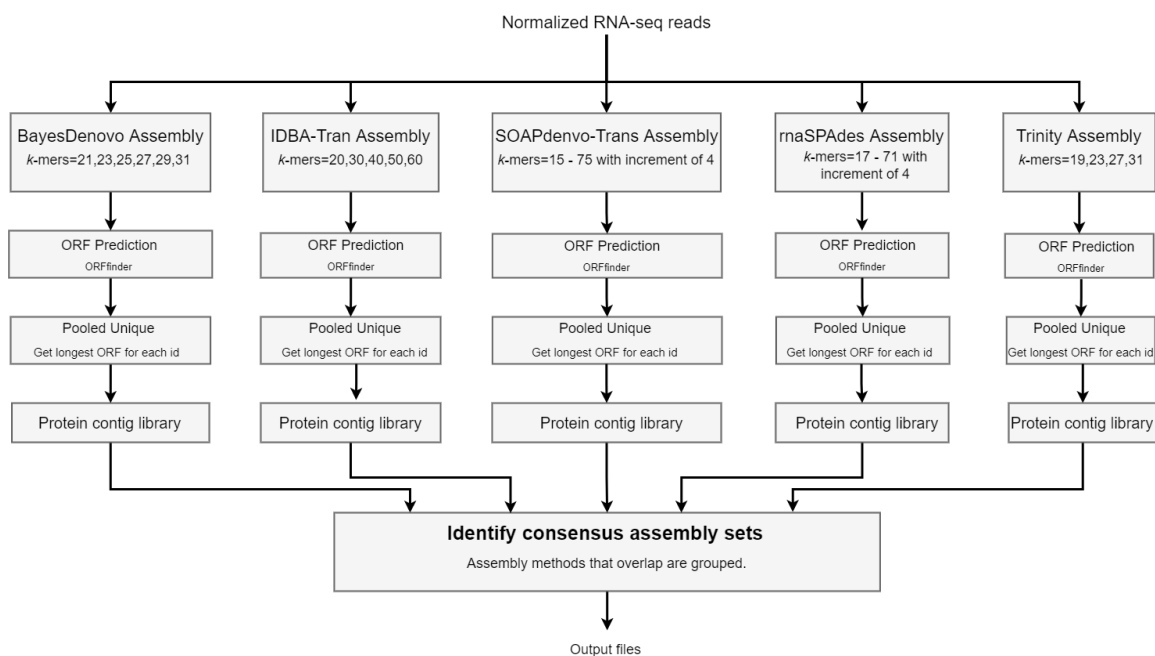 Normalized RNA-seq reads
BayesDenovo Assembly
k-mers=21,23,25,27,29,31
IDBA-Tran Assembly
k-mers=20,30,40,50,60
SOAPdenvo-Trans Assembly
k-mers=15 - 75 with increment of 4
rnaSPAdes Assembly
k-mers=17 - 71 with
increment of 4
Trinity Assembly
k-mers=19,23,27,31
ORF Prediction
ORFfinder
ORF Prediction
ORFfinder
ORF Prediction
ORFfinder
ORF Prediction
ORFfinder
ORF Prediction
ORFfinder
Pooled Unique
Get longest ORF for each id
Pooled Unique
Get longest ORF for each id
Pooled Unique
Get longest ORF for each id
Pooled Unique
Get longest ORF for each id
Pooled Unique
Get longest ORF for each id
Protein contig library
Protein contig library
Protein contig library
Protein contig library
Protein contig library
Identify consensus assembly sets
Assembly methods that overlap are grouped.
Output files